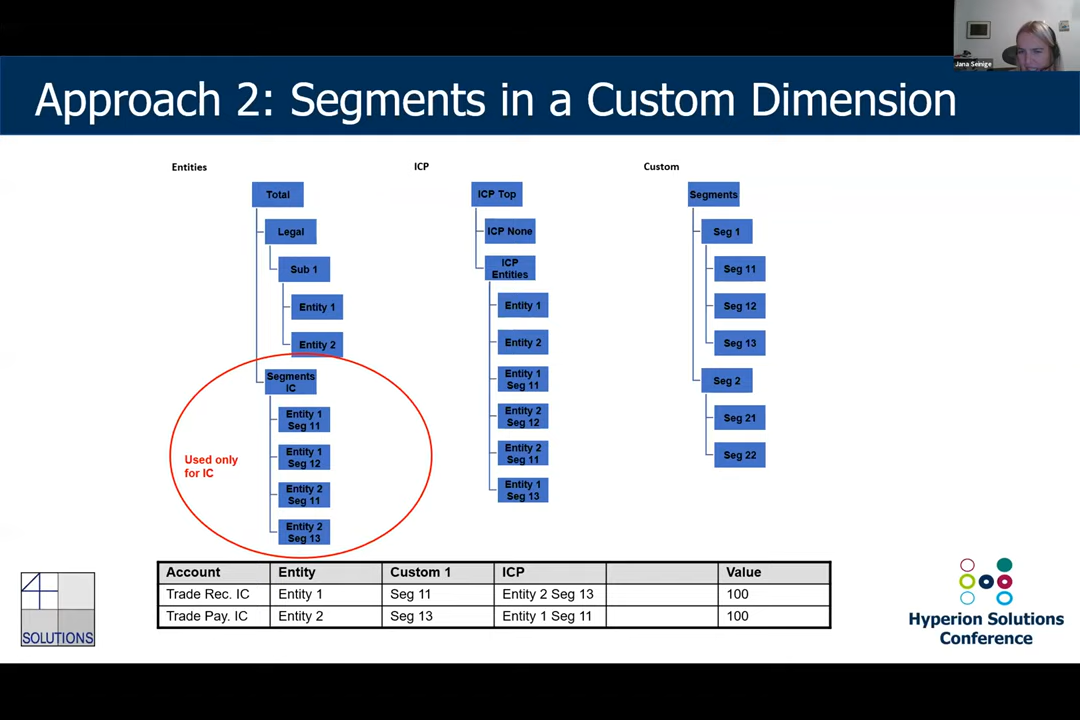 Jana Seinige
Approach 2: Segments in a Custom Dimension
Entities
Total
Legal
Sub 1
Entity 1
Entity 2
Segments
IC
Entity 1
Seg 11
Entity 1
Seg 12
Entity 2
Seg 11
Entity 2
Seg 13
Used only
for IC
ICP
ICP Top
ICP None
ICP
Entities
Entity 1
Entity 2
Entity 1
Seg 11
Entity 2
Seg 12
Entity 2
Seg 11
Entity 1
Seg 13
Custom
Segments
Seg 1
Seg 11
Seg 12
Seg 13
Seg 2
Seg 21
Seg 22
Account Entity Custom 1 ICP Value
Trade Rec. IC Entity 1 Seg 11 Entity 2 Seg 13 100
Trade Pay. IC Entity 2 Seg 13 Entity 1 Seg 11 100
4
SOLUTIONS
Hyperion Solutions
Conference